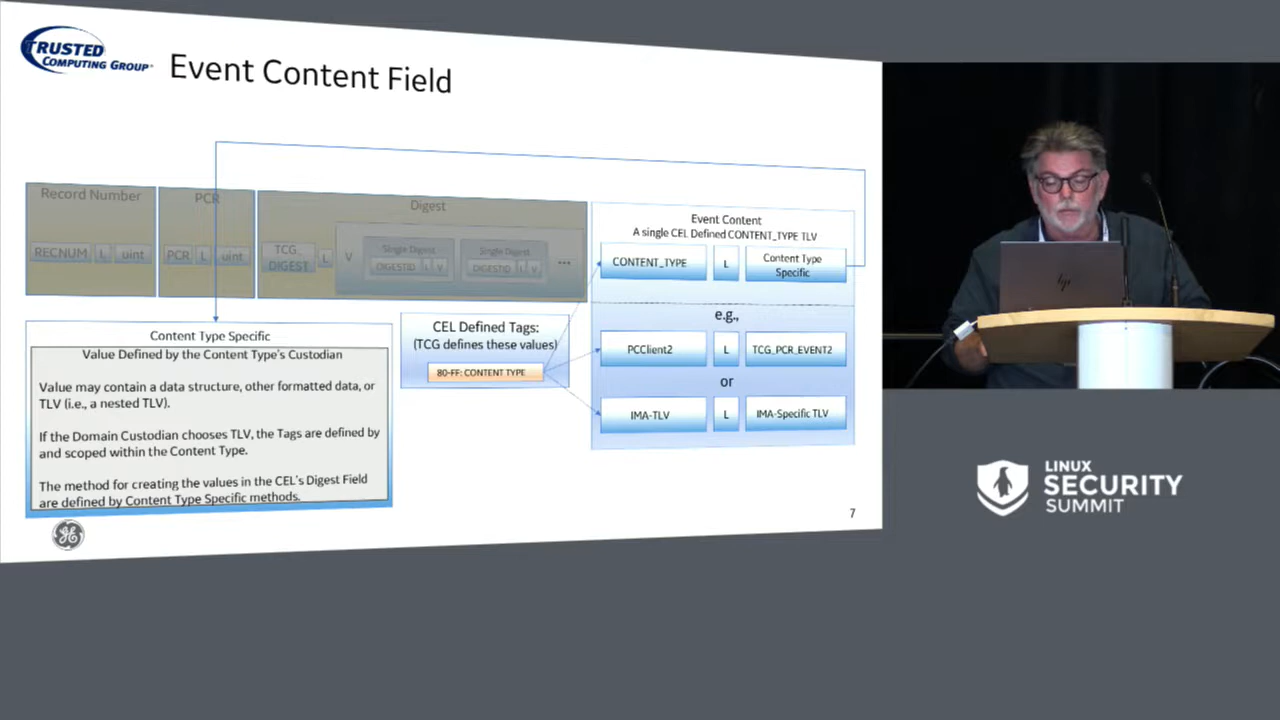 TRUSTED
COMPUTING GROUP
Event Content Field
Record Number
RECNUM L uint
PCR
PCR L uint
Digest
TCG_
DIGEST
L
V
Single Digest
DIGESTID L V
Single Digest
DIGESTID L V
...
Event Content
A single CEL Defined CONTENT_TYPE TLV
CONTENT_TYPE
L
Content Type
Specific
e.g.,
PCClient2
L
TCG_PCR_EVENT2
or
IMA-TLV
L
IMA-Specific TLV
CEL Defined Tags:
(TCG defines these values)
80-FF: CONTENT TYPE
Content Type Specific
Value Defined by the Content Type's Custodian
Value may contain a data structure, other formatted data, or
TLV (i.e., a nested TLV).
If the Domain Custodian chooses TLV, the Tags are defined by
and scoped within the Content Type.
The method for creating the values in the CEL's Digest Field
are defined by Content Type Specific methods.
7
GE
hp
LINUX
SECURITY
SUMMIT